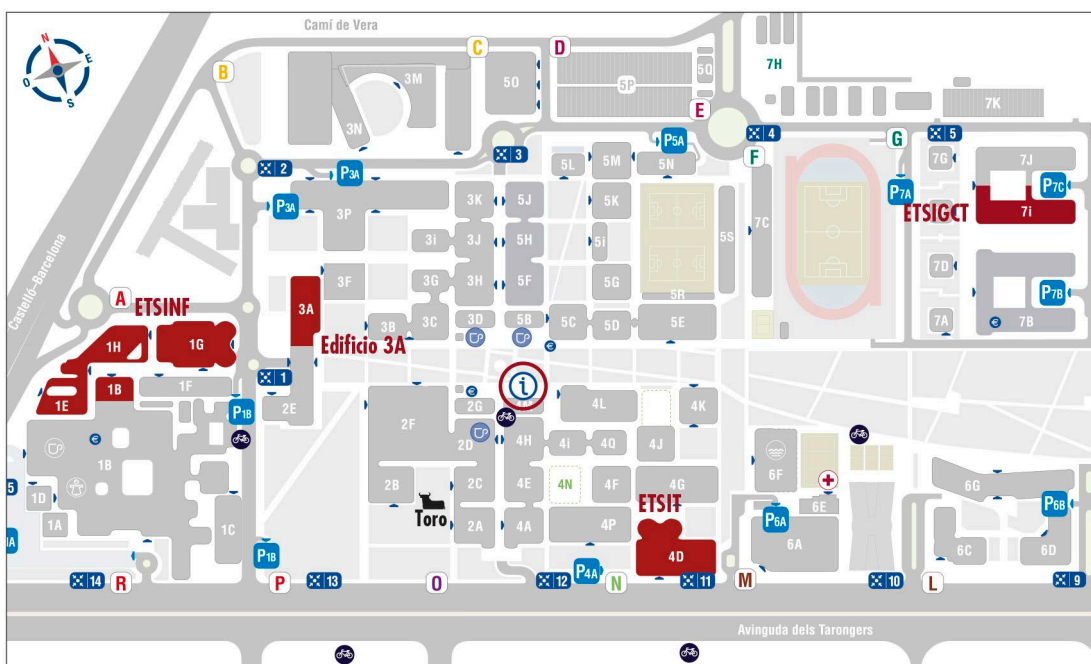 Camí de Vera
N
E
S
O
B
C
D
3M
3N
5O
5P
5Q
7H
7K
E
4
G
5
F
2
P3A
P3A
3
P5A
5L
5M
5N
7G
7J
P7C
P7A
ETSIGCT
7i
3P
3K
5J
5K
7C
5S
3i
3J
5H
5i
3F
3G
3H
5F
5G
7D
P7B
5R
7A
7B
€
Castelló–Barcelona
A
ETSINF
3A
3D
5B
5C
5D
5E
3B
3C
Edificio 3A
€
1H
1G
1
1B
1E
1F
2E
P1B
€
i
2G
2F
4L
4K
2D
4H
4i
4Q
4J
1B
€
6F
6G
2B
2C
4E
4N
4F
4G
5
1D
1A
1C
Toro
2A
4A
4P
ETSIT
4D
P6A
6E
6A
P6B
6C
6D
1A
P1B
P4A
14
R
P
13
O
12
N
11
M
10
L
9
Avinguda dels Tarongers